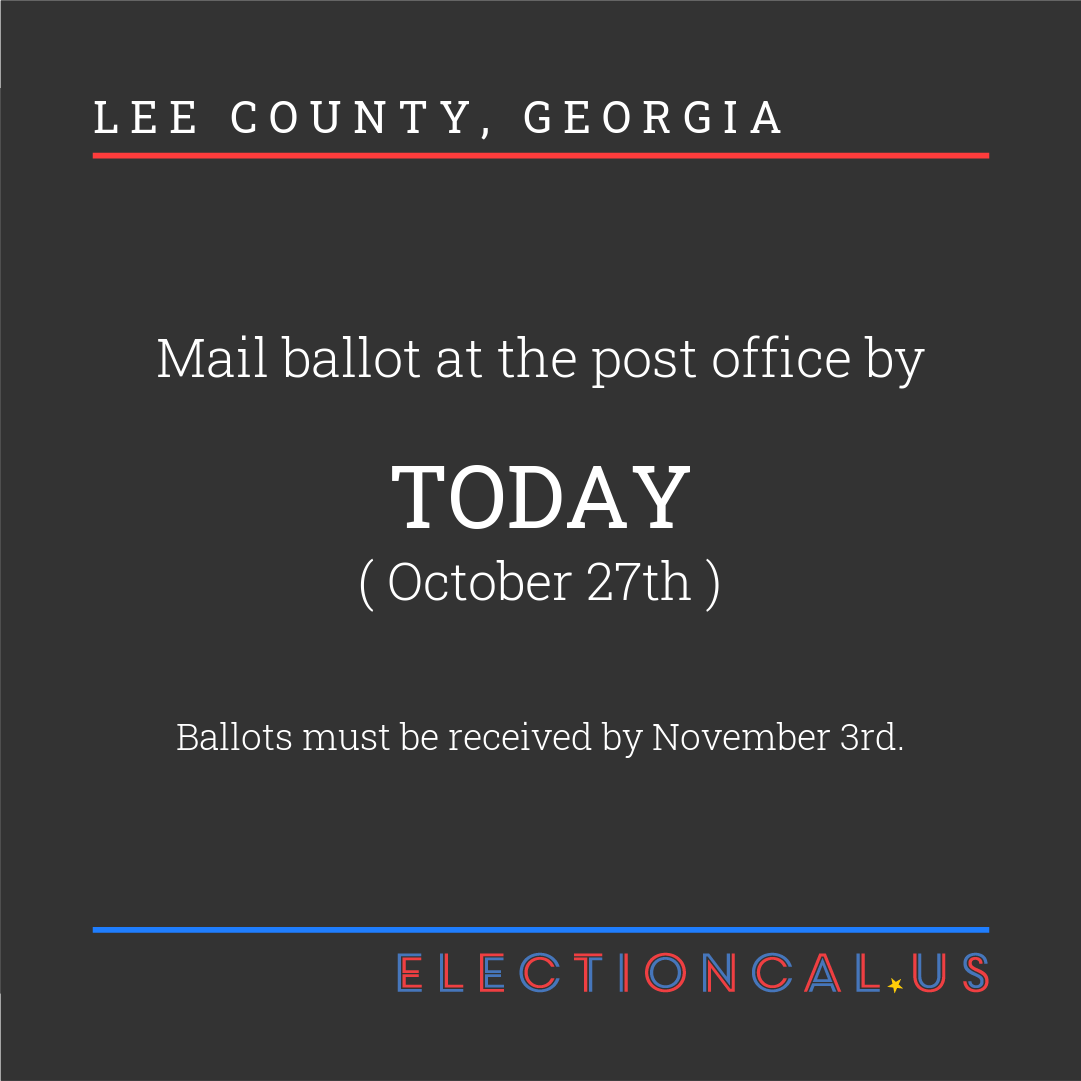 LEE COUNTY, GEORGIA
Mail ballot at the post office by
TODAY
( October 27th )
Ballots must be received by November 3rd.
ELECTIONCAL.US